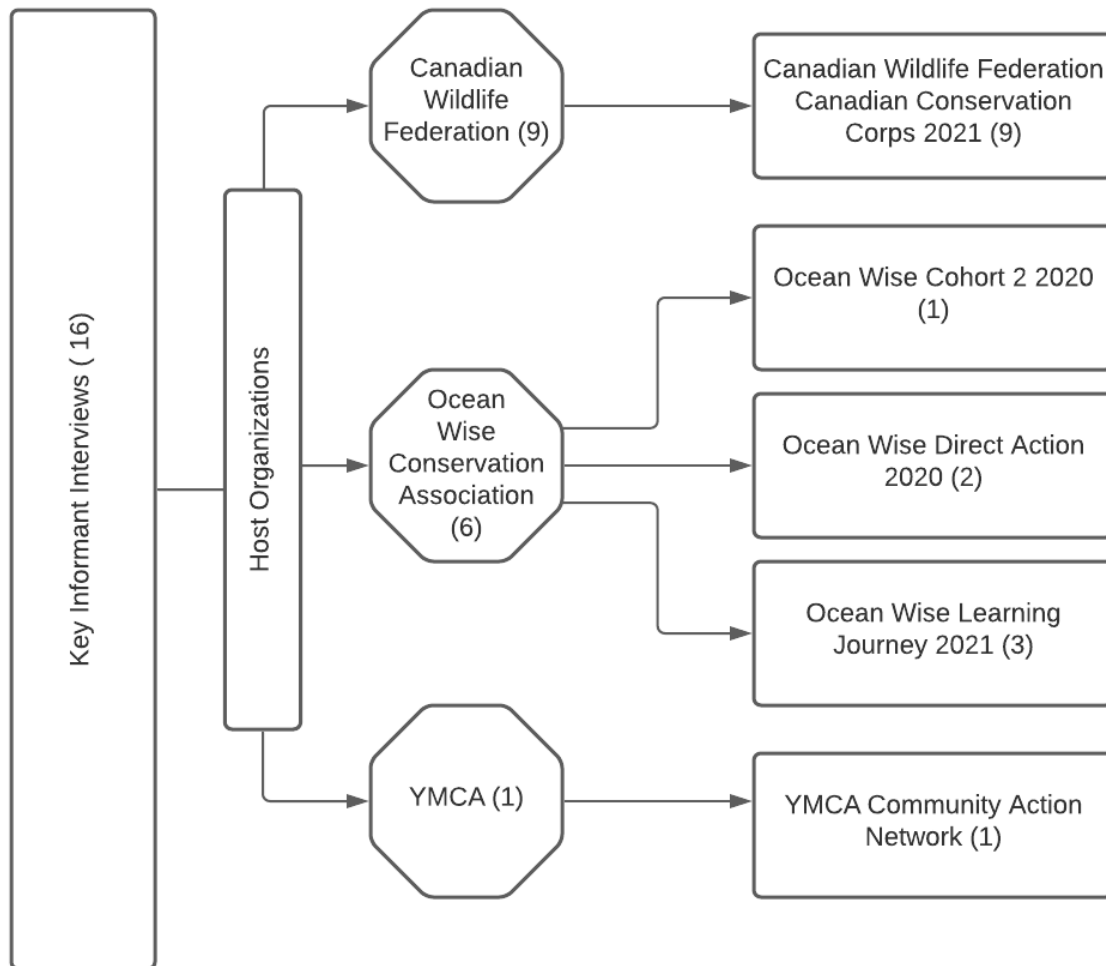 Key Informant Interviews ( 16)
Host Organizations
Canadian
Wildlife
Federation (9)
Canadian Wildlife Federation
Canadian Conservation
Corps 2021 (9)
Ocean
Wise
Conservation
Association
(6)
Ocean Wise Cohort 2 2020
(1)
Ocean Wise Direct Action
2020 (2)
Ocean Wise Learning
Journey 2021 (3)
YMCA (1)
YMCA Community Action
Network (1)